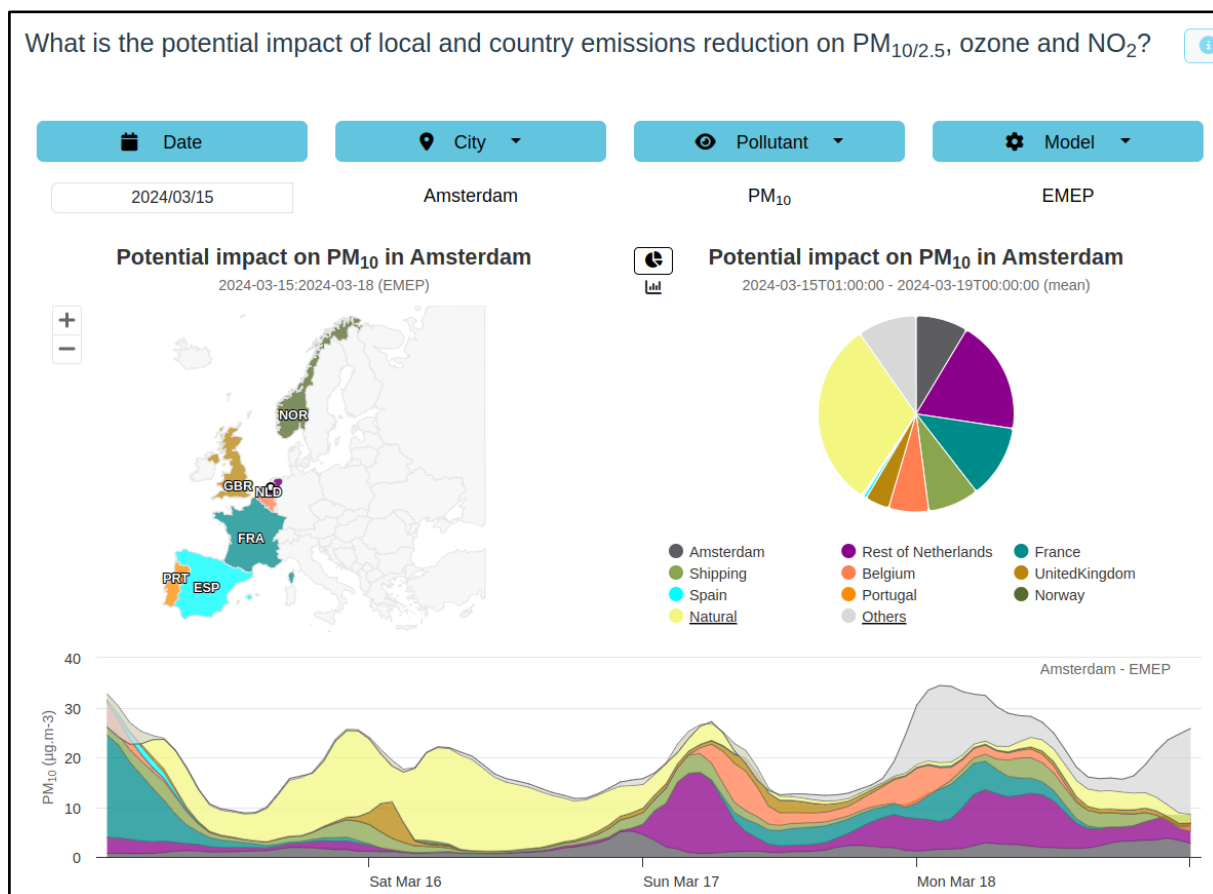 What is the potential impact of local and country emissions reduction on PM10/2.5, ozone and NO2?
Date City Pollutant Model
2024/03/15 Amsterdam PM10 EMEP
Potential impact on PM10 in Amsterdam
2024-03-15:2024-03-18 (EMEP)
+
−
NOR
GBR
NLD
FRA
PRT
ESP
Potential impact on PM10 in Amsterdam
2024-03-15T01:00:00 - 2024-03-19T00:00:00 (mean)
Amsterdam Rest of Netherlands France
Shipping Belgium UnitedKingdom
Spain Portugal Norway
Natural Others
Amsterdam - EMEP
PM10 (µg.m-3)
40
30
20
10
0
Sat Mar 16 Sun Mar 17 Mon Mar 18